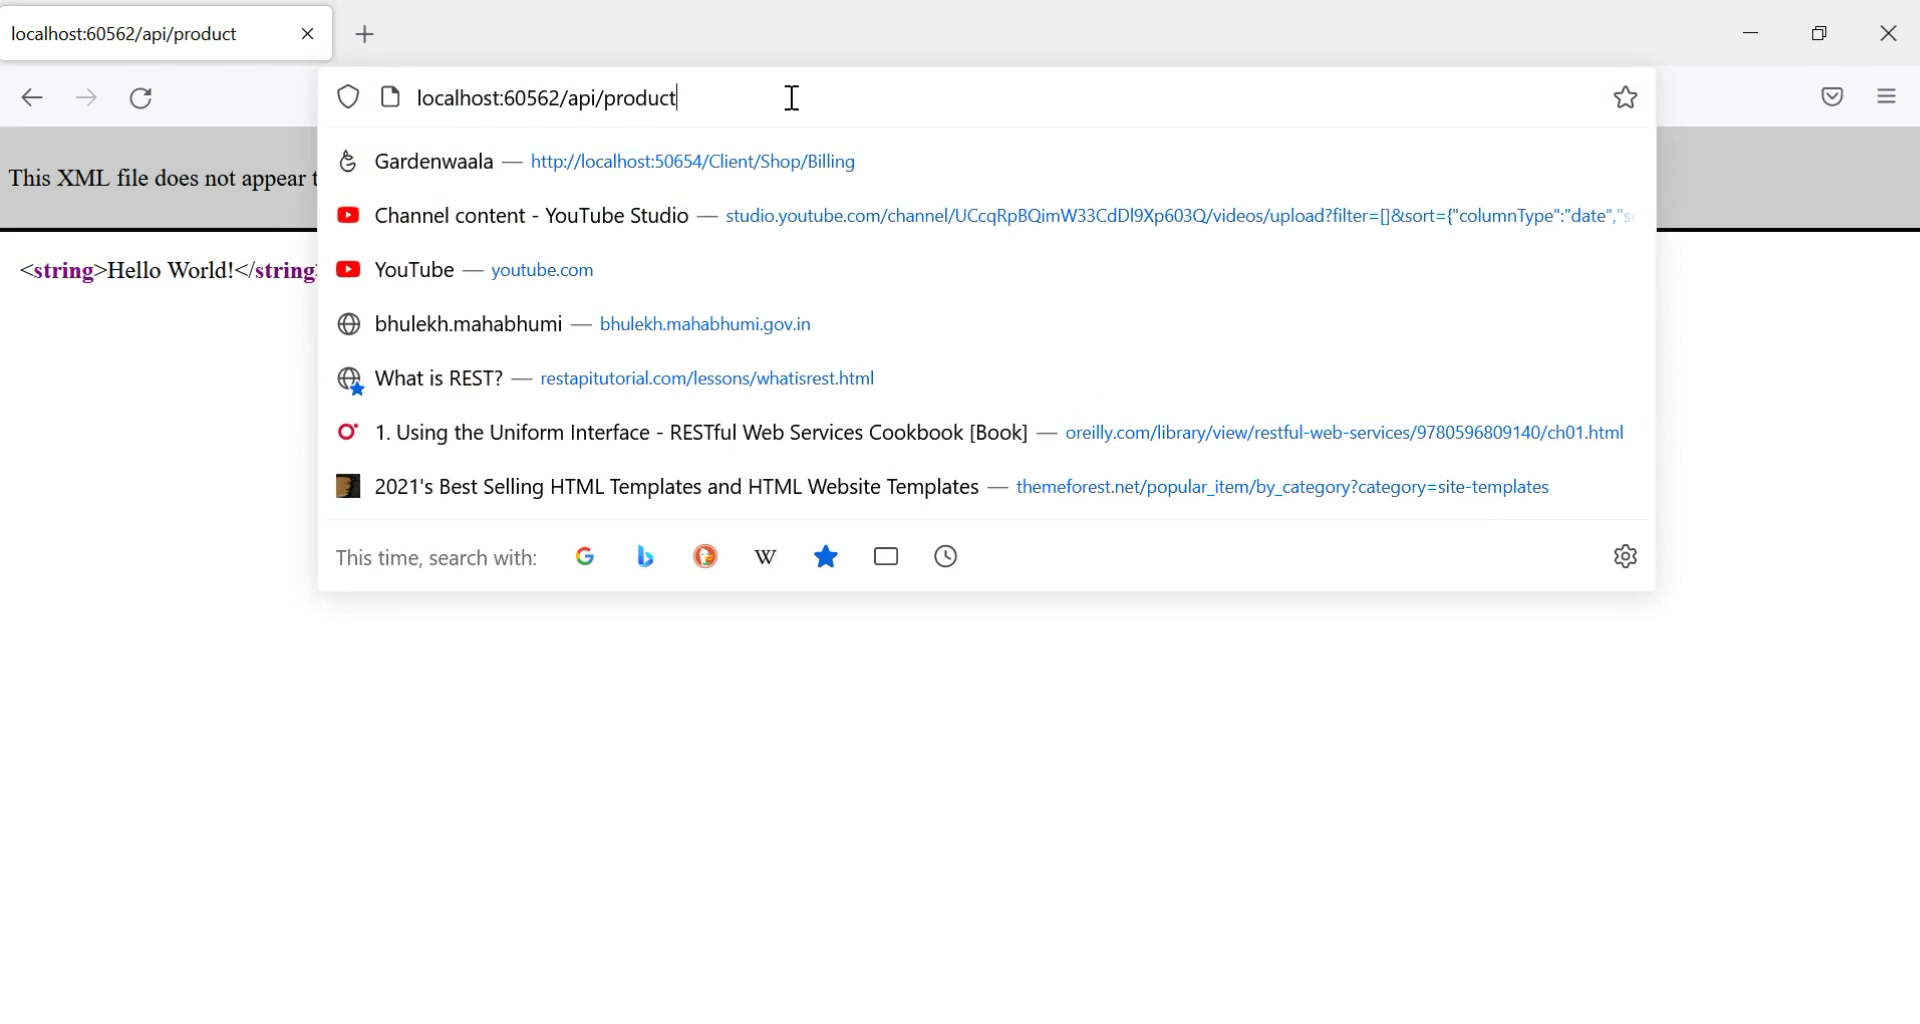 localhost:60562/api/product
localhost:60562/api/product
Gardenwaala — http://localhost:50654/Client/Shop/Billing
This XML file does not appear
Channel content - YouTube Studio — studio.youtube.com/channel/UCcqRpBQimW33CdDl9Xp603Q/videos/upload?filter=[]&sort={"columnType":"date","s
<string>Hello World!</string
YouTube — youtube.com
bhulekh.mahabhumi — bhulekh.mahabhumi.gov.in
What is REST? — restapitutorial.com/lessons/whatisrest.html
1. Using the Uniform Interface - RESTful Web Services Cookbook [Book] — oreilly.com/library/view/restful-web-services/9780596809140/ch01.html
2021's Best Selling HTML Templates and HTML Website Templates — themeforest.net/popular_item/by_category?category=site-templates
This time, search with: